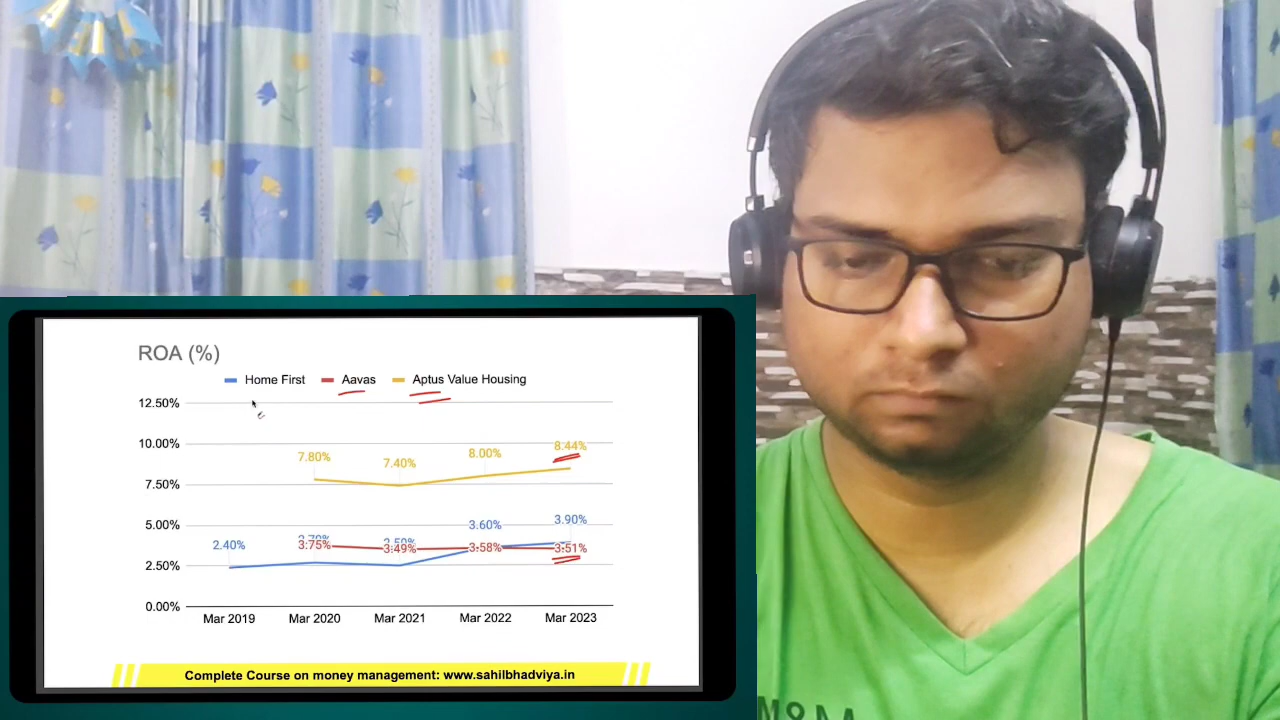 ROA (%)
Home First Aavas Aptus Value Housing
12.50%
10.00%
7.50%
5.00%
2.50%
0.00%
7.80% 7.40% 8.00% 8.44%
2.40% 3.60% 3.90%
3.75% 3.49% 3.58% 3.51%
Mar 2019 Mar 2020 Mar 2021 Mar 2022 Mar 2023
Complete Course on money management: www.sahilbhadviya.in